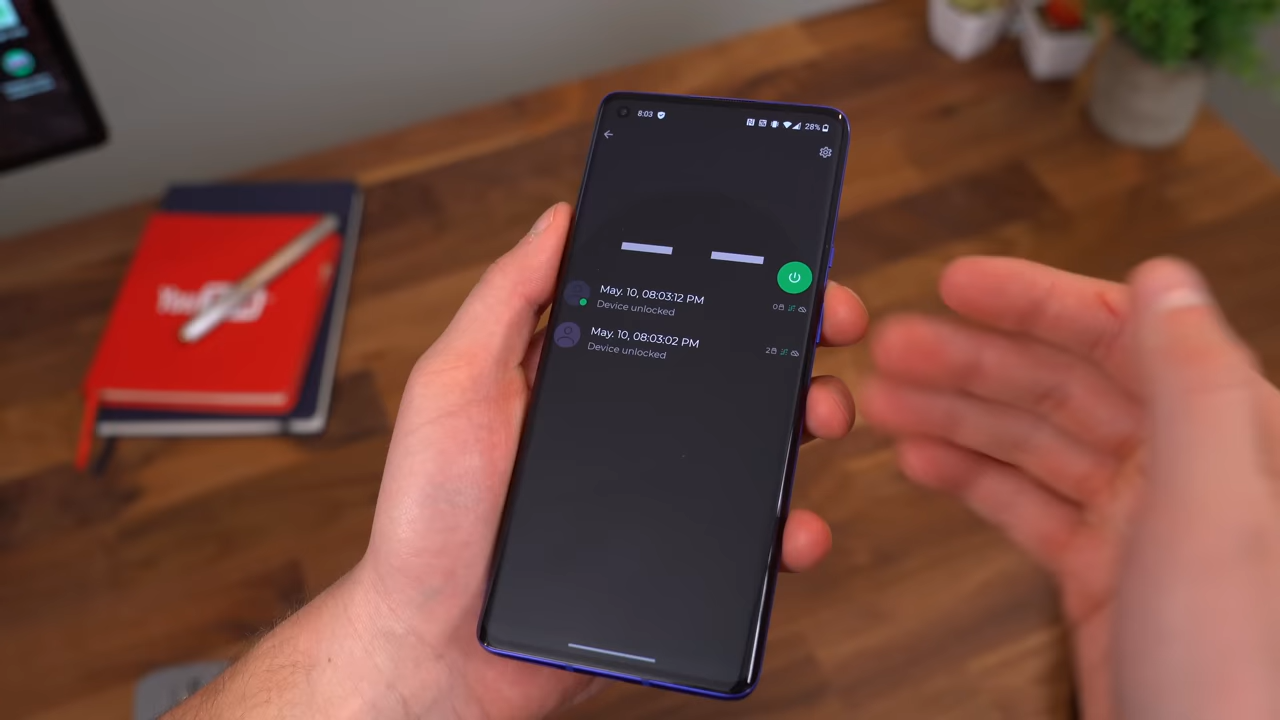 8:03
28%
May. 10, 08:03:12 PM
Device unlocked
0
May. 10, 08:03:02 PM
Device unlocked
2
You